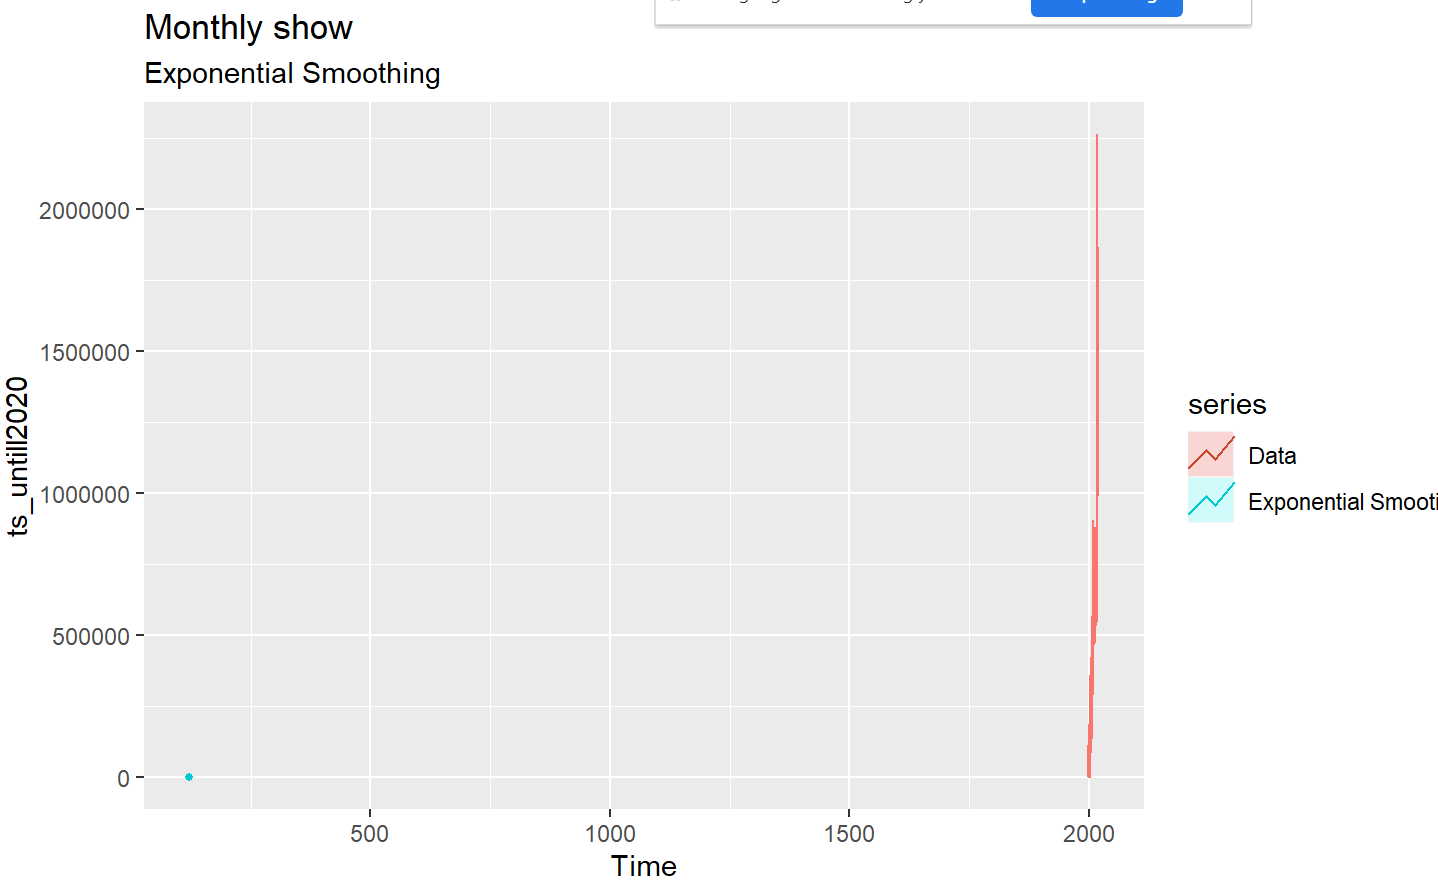 Monthly show
Exponential Smoothing
2000000
1500000
1000000
500000
0
ts_untill2020
500 1000 1500 2000
Time
series
Data
Exponential Smooti